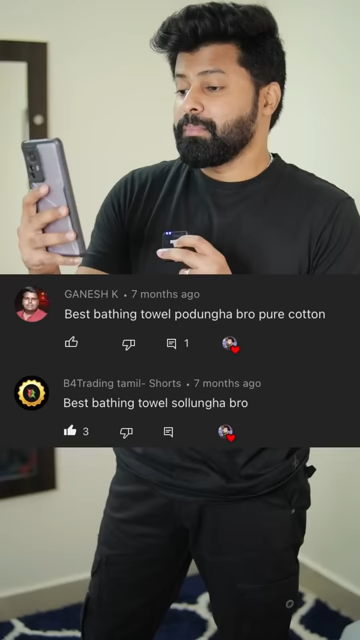 GANESH K • 7 months ago
Best bathing towel podungha bro pure cotton
1
B4Trading tamil- Shorts • 7 months ago
Best bathing towel sollungha bro
3